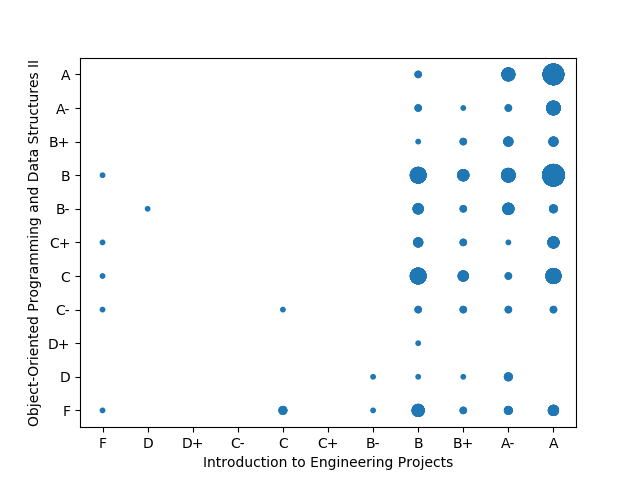 Object-Oriented Programming and Data Structures II
A
A-
B+
B
B-
C+
C
C-
D+
D
F
F D D+ C- C C+ B- B B+ A- A
Introduction to Engineering Projects